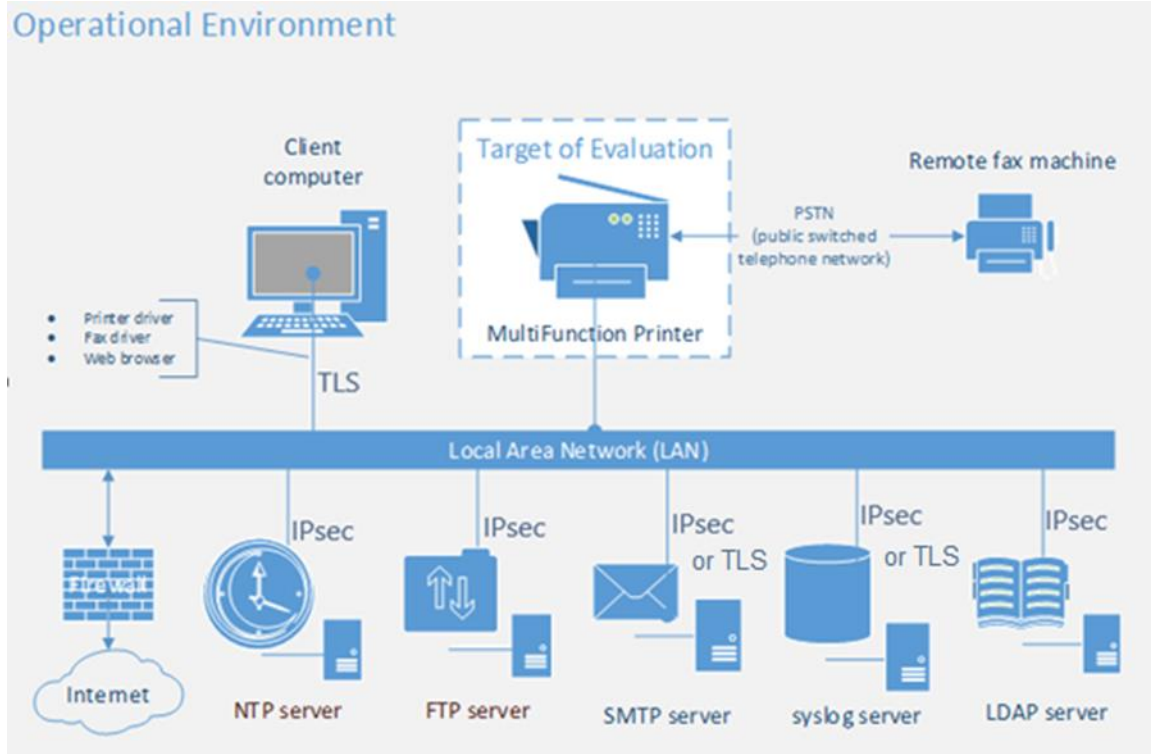 Operational Environment
Client
computer
Target of Evaluation
Remote fax machine
PSTN
(public switched
telephone network)
MultiFunction Printer
• Printer driver
• Fax driver
• Web browser
TLS
Local Area Network (LAN)
IPsec
IPsec
IPsec
or TLS
IPsec
or TLS
IPsec
Firewall
Internet
NTP server
FTP server
SMTP server
syslog server
LDAP server